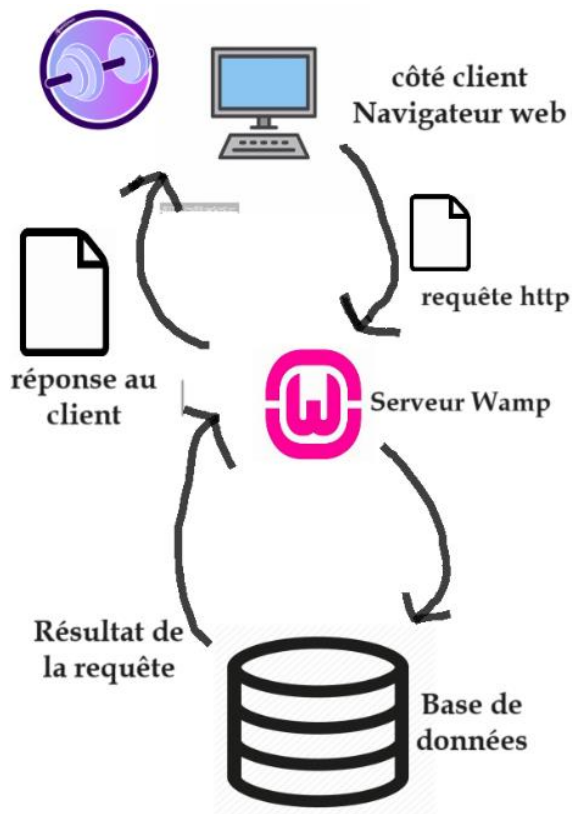 côté client
Navigateur web
requête http
réponse au
client
Serveur Wamp
Résultat de
la requête
Base de
données